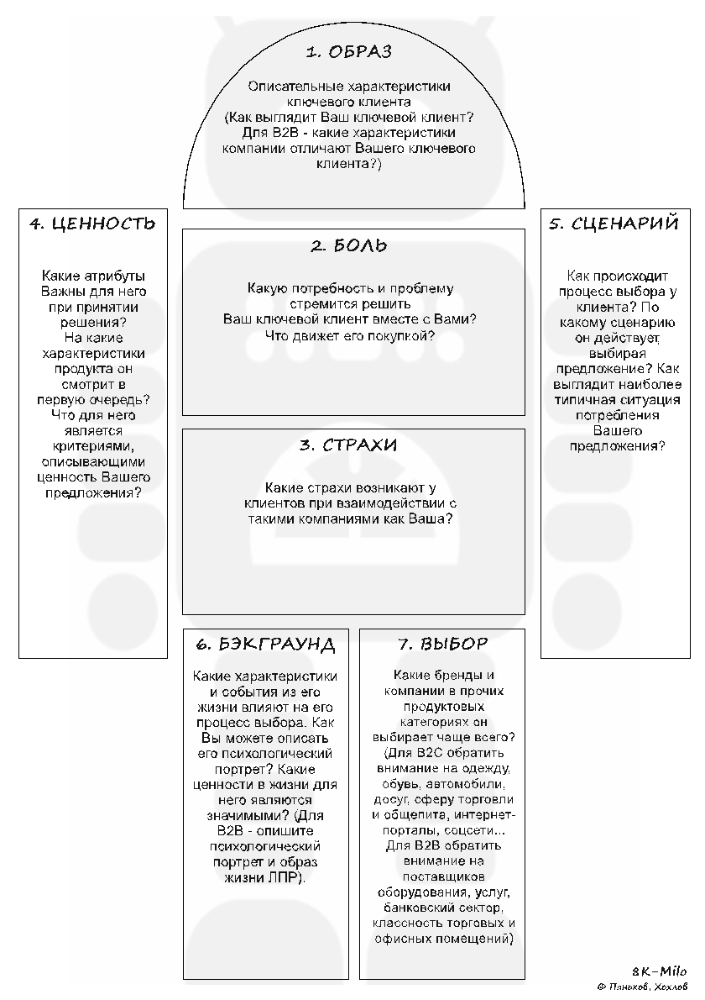 1. ОБРАЗ
Описательные характеристики
ключевого клиента
(Как выглядит Ваш ключевой клиент?
Для B2B - какие характеристики
компании отличают Вашего ключевого
клиента?)
4. ЦЕННОСТЬ
Какие атрибуты
Важны для него
при принятии
решения?
На какие
характеристики
продукта он
смотрит в
первую очередь?
Что для него
является
критериями,
описывающими
ценность Вашего
предложения?
2. БОЛЬ
Какую потребность и проблему
стремится решить
Ваш ключевой клиент вместе с Вами?
Что движет его покупкой?
3. СТРАХИ
Какие страхи возникают у
клиентов при взаимодействии с
такими компаниями как Ваша?
5. СЦЕНАРИЙ
Как происходит
процесс выбора у
клиента? По
какому сценарию
он действует,
выбирая
предложение? Как
выглядит наиболее
типичная ситуация
потребления
Вашего
предложения?
6. БЭКГРАУНД
Какие характеристики
и события из его
жизни влияют на его
процесс выбора. Как
Вы можете описать
его психологический
портрет? Какие
ценности в жизни для
него являются
значимыми? (Для
B2B - опишите
психологический
портрет и образ
жизни ЛПР).
7. ВЫБОР
Какие бренды и
компании в прочих
продуктовых
категориях он
выбирает чаще всего?
(Для B2C обратить
внимание на одежду,
обувь, автомобили,
досуг, сферу торговли
и общепита, интернет-
порталы, соцсети...
Для B2B обратить
внимание на
поставщиков
оборудования, услуг,
банковский сектор,
классность торговых и
офисных помещений)
8K-Milo
© Паньков, Хохлов